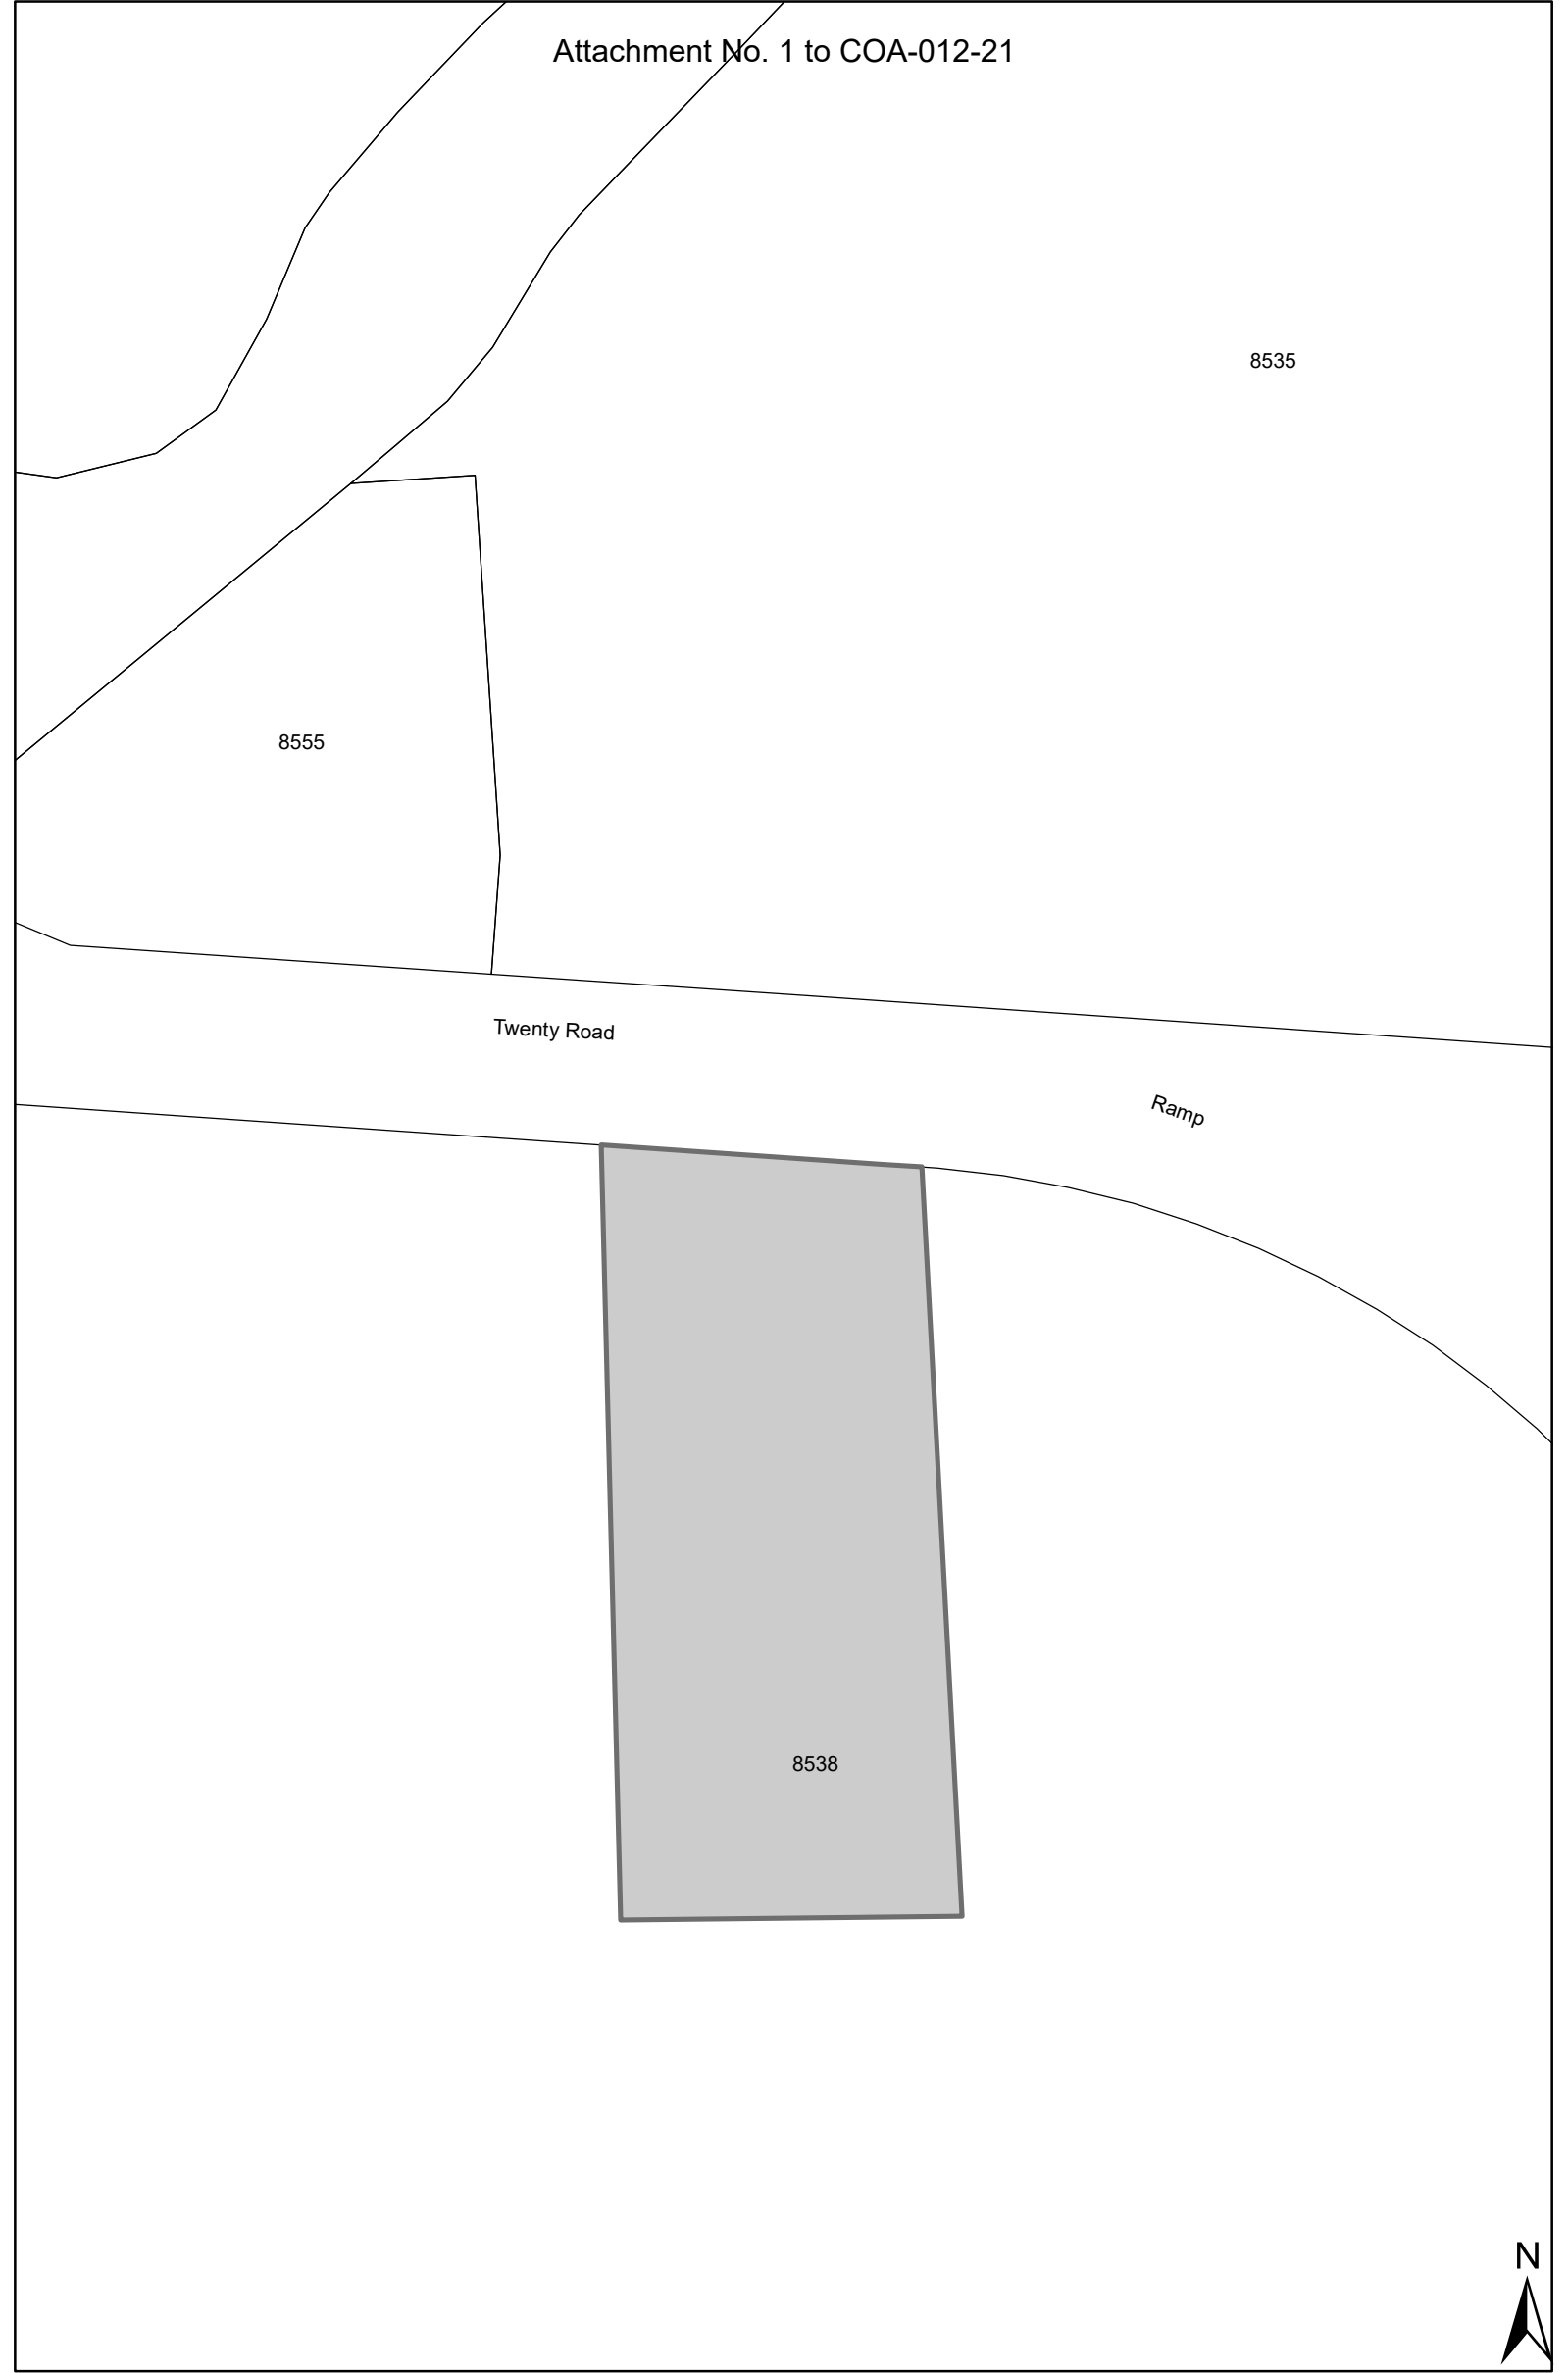 Attachment No. 1 to COA-012-21
8535
8555
Twenty Road
Ramp
8538
N